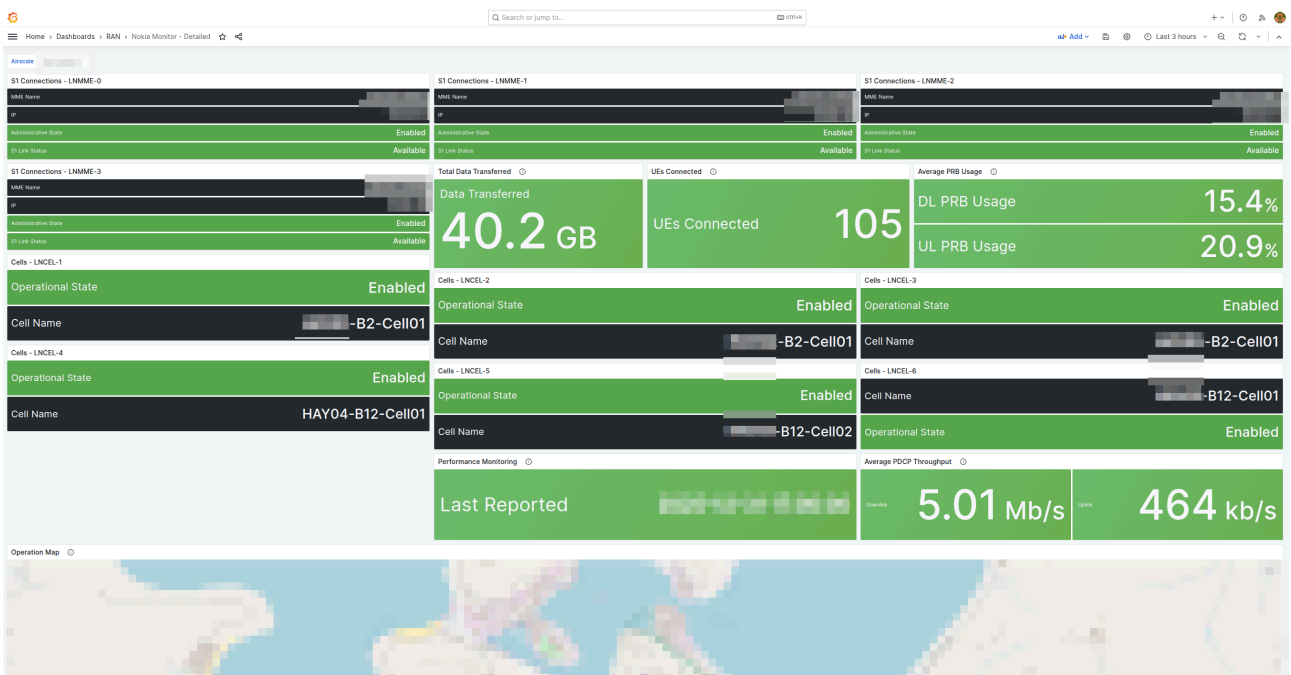 Search or jump to...
ctrl+k
Home › Dashboards › RAN › Nokia Monitor - Detailed
Add
Last 3 hours
Airscale
S1 Connections - LNMME-0
MME Name
IP
Administrative State Enabled
S1 Link Status Available
S1 Connections - LNMME-1
MME Name
IP
Administrative State Enabled
S1 Link Status Available
S1 Connections - LNMME-2
MME Name
IP
Administrative State Enabled
S1 Link Status Available
S1 Connections - LNMME-3
MME Name
IP
Administrative State Enabled
S1 Link Status Available
Total Data Transferred
Data Transferred
40.2 GB
UEs Connected
UEs Connected 105
Average PRB Usage
DL PRB Usage 15.4%
UL PRB Usage 20.9%
Cells - LNCEL-1
Operational State Enabled
Cell Name -B2-Cell01
Cells - LNCEL-2
Operational State Enabled
Cell Name -B2-Cell01
Cells - LNCEL-3
Operational State Enabled
Cell Name -B2-Cell01
Cells - LNCEL-4
Operational State Enabled
Cell Name HAY04-B12-Cell01
Cells - LNCEL-5
Operational State Enabled
Cell Name -B12-Cell02
Cells - LNCEL-6
Cell Name -B12-Cell01
Operational State Enabled
Performance Monitoring
Last Reported
Average PDCP Throughput
Downlink 5.01 Mb/s
Uplink 464 kb/s
Operation Map